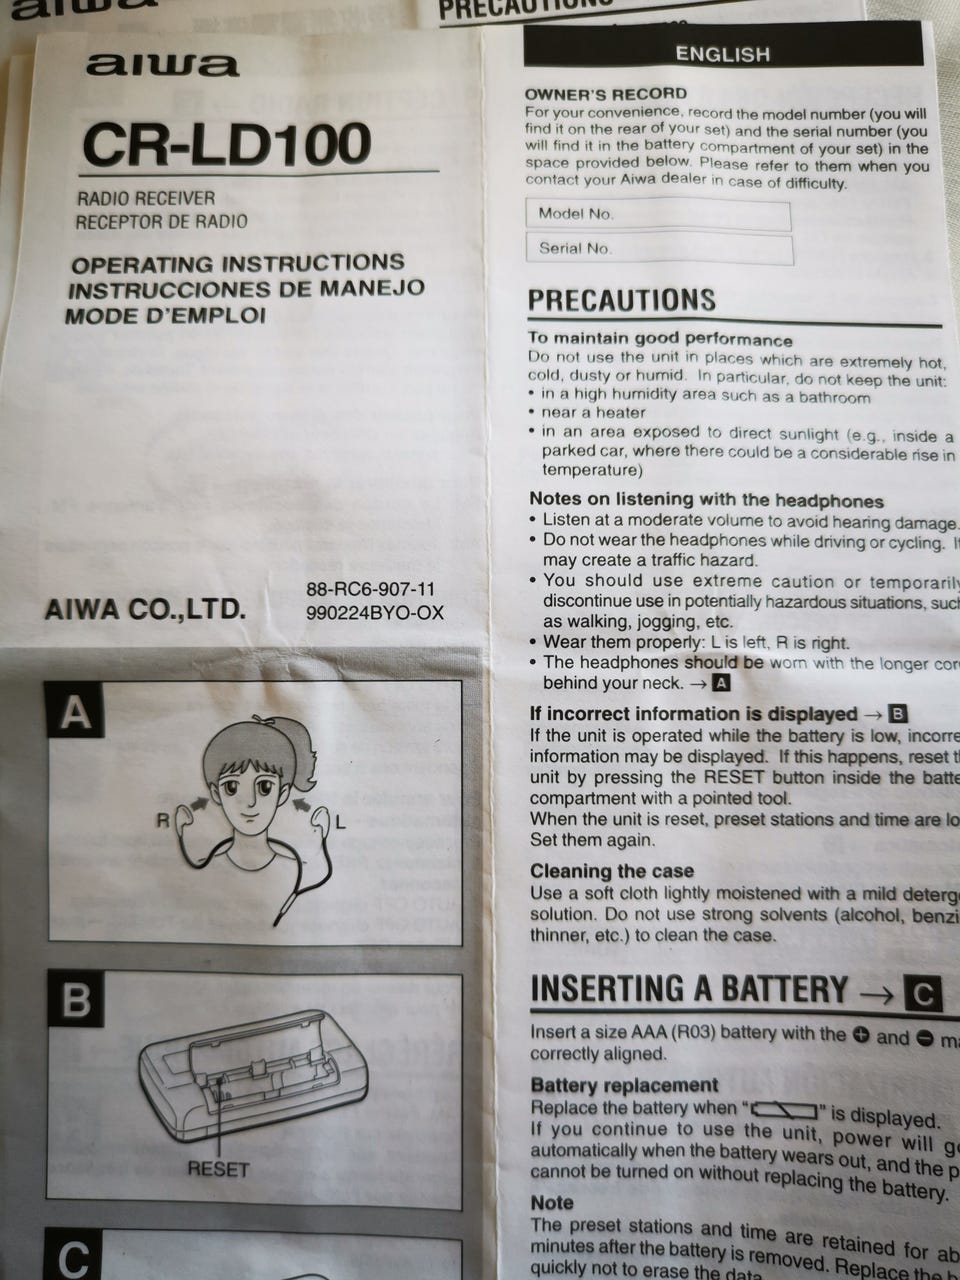 aiwa
PRECAUTIONS
aiwa
CR-LD100
RADIO RECEIVER
RECEPTOR DE RADIO
OPERATING INSTRUCTIONS
INSTRUCCIONES DE MANEJO
MODE D'EMPLOI
AIWA CO.,LTD.
88-RC6-907-11
990224BYO-OX
A
R
L
B
RESET
C
ENGLISH
OWNER'S RECORD
For your convenience, record the model number (you will
find it on the rear of your set) and the serial number (you
will find it in the battery compartment of your set) in the
space provided below. Please refer to them when you
contact your Aiwa dealer in case of difficulty.
Model No.
Serial No.
PRECAUTIONS
To maintain good performance
Do not use the unit in places which are extremely hot,
cold, dusty or humid. In particular, do not keep the unit:
• in a high humidity area such as a bathroom
• near a heater
• in an area exposed to direct sunlight (e.g., inside a
parked car, where there could be a considerable rise in
temperature)
Notes on listening with the headphones
• Listen at a moderate volume to avoid hearing damage.
• Do not wear the headphones while driving or cycling. It
may create a traffic hazard.
• You should use extreme caution or temporarily
discontinue use in potentially hazardous situations, such
as walking, jogging, etc.
• Wear them properly: L is left, R is right.
• The headphones should be worn with the longer cor
behind your neck. → A
If incorrect information is displayed → B
If the unit is operated while the battery is low, incorre
information may be displayed. If this happens, reset t
unit by pressing the RESET button inside the batte
compartment with a pointed tool.
When the unit is reset, preset stations and time are lo
Set them again.
Cleaning the case
Use a soft cloth lightly moistened with a mild deterge
solution. Do not use strong solvents (alcohol, benzi
thinner, etc.) to clean the case.
INSERTING A BATTERY → C
Insert a size AAA (R03) battery with the ⊕ and ⊖ ma
correctly aligned.
Battery replacement
Replace the battery when "" is displayed.
If you continue to use the unit, power will go
automatically when the battery wears out, and the p
cannot be turned on without replacing the battery.
Note
The preset stations and time are retained for ab
minutes after the battery is removed. Replace the b
quickly not to erase the data.